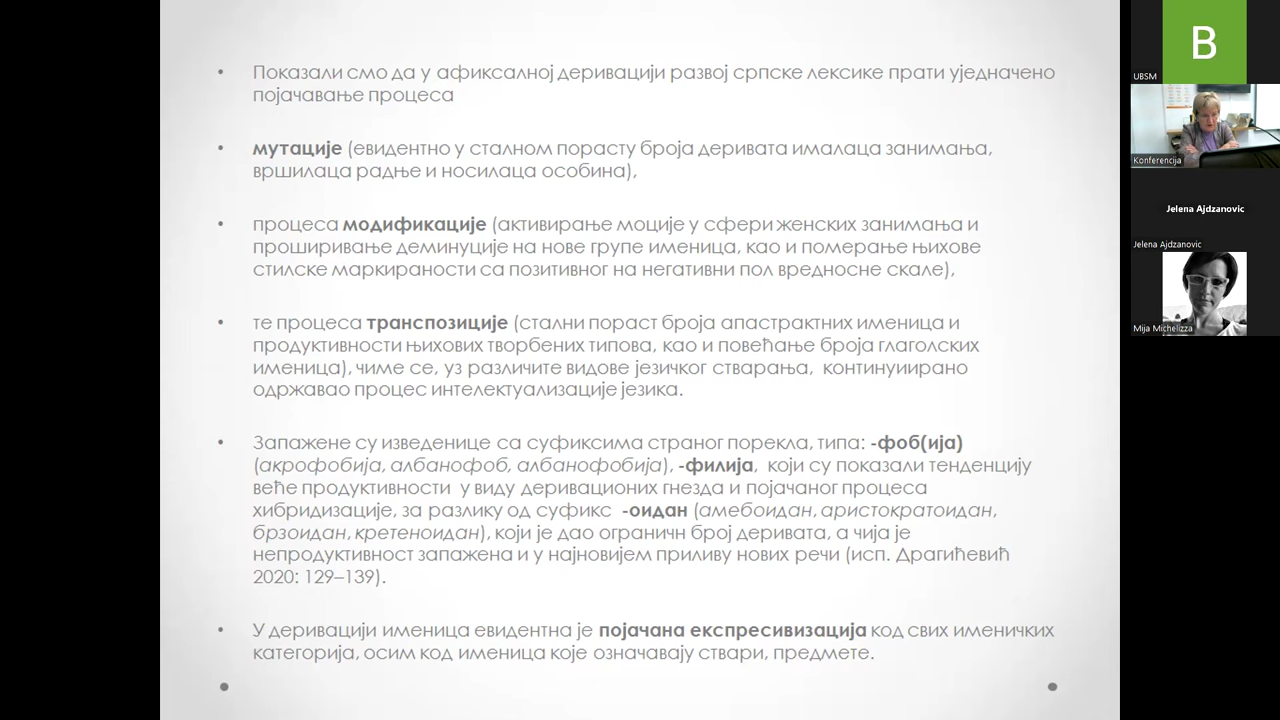 • Показали смо да у афиксалној деривацији развој српске лексике прати уједначено
појачавање процеса
• мутације (евидентно у сталном порасту броја деривата ималаца занимања,
вршилаца радње и носилаца особина),
• процеса модификације (активирање моције у сфери женских занимања и
проширивање деминуције на нове групе именица, као и померање њихове
стилске маркираности са позитивног на негативни пол вредносне скале),
• те процеса транспозиције (стални пораст броја апастрактних именица и
продуктивности њихових творбених типова, као и повећање броја глаголских
именица), чиме се, уз различите видове језичког стварања, континуиирано
одржавао процес интелектуализације језика.
• Запажене су изведенице са суфиксима страног порекла, типа: -фоб(ија)
(акрофобија, албанофоб, албанофобија), -филија, који су показали тенденцију
веће продуктивности у виду деривационих гнезда и појачаног процеса
хибридизације, за разлику од суфикс -оидан (амебоидан, аристократоидан,
брзоидан, кретеноидан), који је дао ограничн број деривата, а чија је
непродуктивност запажена и у најновијем приливу нових речи (исп. Драгићевић
2020: 129–139).
• У деривацији именица евидентна је појачана експресивизација код свих именичких
категорија, осим код именица које означавају ствари, предмете.
B
UBSM
Konferencija
Jelena Ajdzanovic
Jelena Ajdzanovic
Mija Michelizza